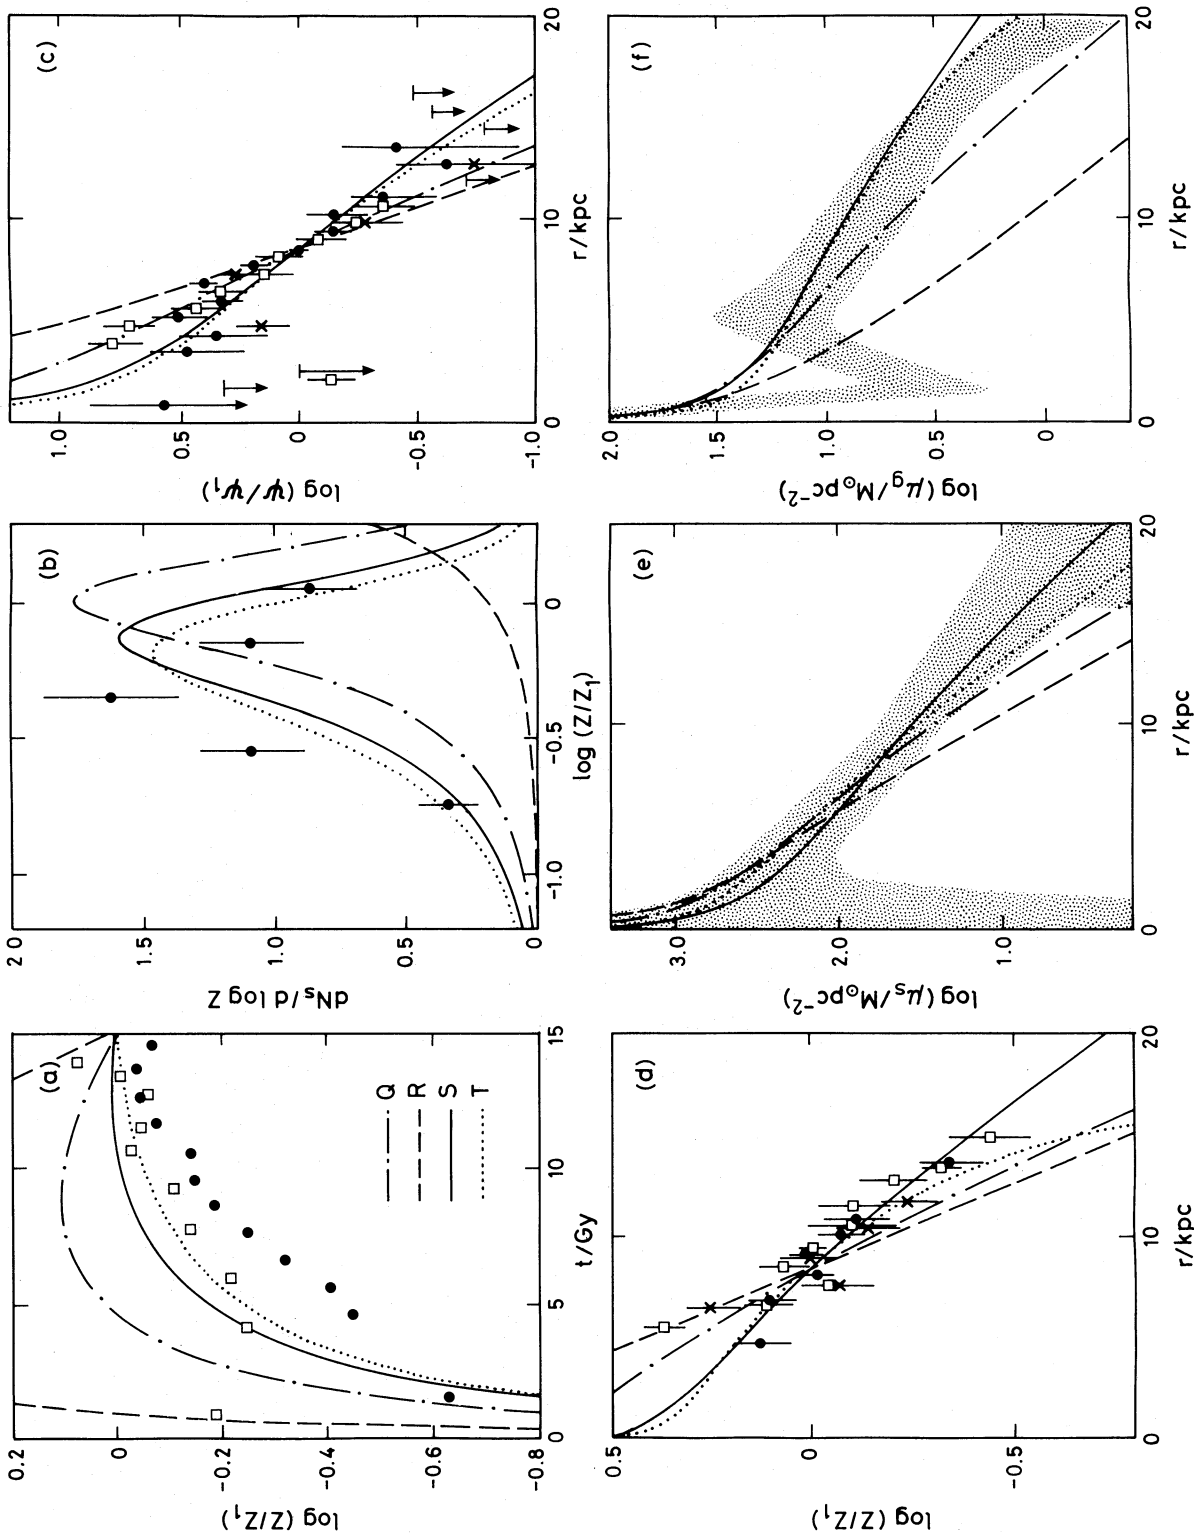 (a)
0.2
0
-0.2
-0.4
-0.6
-0.8
log (Z/Z₁)
0
5
10
15
t/Gy
Q
R
S
T
(b)
2.0
1.5
1.0
0.5
0
dNₛ/d log Z
-1.0
-0.5
0
log (Z/Z₁)
(c)
1.0
0.5
0
-0.5
-1.0
log (ψ/ψ₁)
0
10
20
r/kpc
(d)
0.5
0
-0.5
log (Z/Z₁)
0
10
20
r/kpc
(e)
3.0
2.0
1.0
log (μₛ/M⊙pc⁻²)
0
10
20
r/kpc
(f)
2.0
1.5
1.0
0.5
0
log (μg/M⊙pc⁻²)
0
10
20
r/kpc